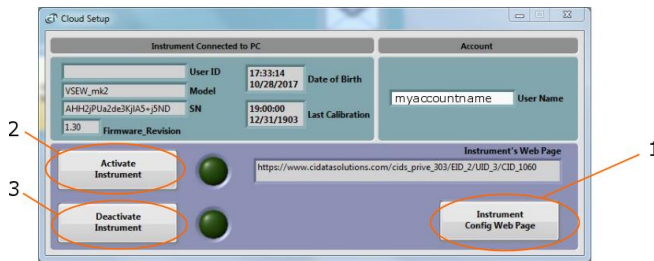 Cloud Setup
Instrument Connected to PC
Account
User ID
17:33:14
10/28/2017
Date of Birth
VSEW_mk2
Model
AHH2jPUa2de3KjIA5+j5ND
SN
19:00:00
12/31/1903
Last Calibration
1.30
Firmware_Revision
myaccountname
User Name
2
Activate
Instrument
Instrument's Web Page
https://www.cidatasolutions.com/cids_prive_303/EID_2/UID_3/CID_1060
1
3
Deactivate
Instrument
Instrument
Config Web Page